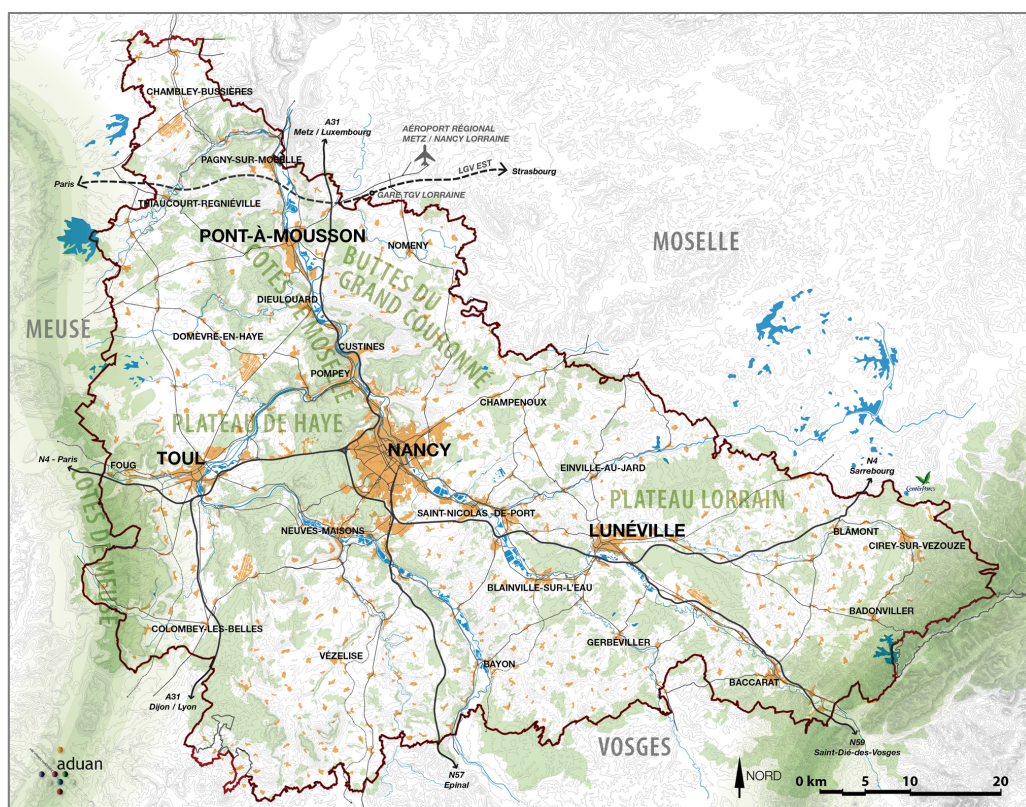 CHAMBLEY-BUSSIÈRES
A31
Metz / Luxembourg
AÉROPORT RÉGIONAL
METZ / NANCY LORRAINE
PAGNY-SUR-MOSELLE
LGV EST
Strasbourg
Paris
GARE TGV LORRAINE
THIAUCOURT-REGNIÉVILLE
PONT-À-MOUSSON
NOMENY
MOSELLE
BUTTES DU
GRAND COURONNÉ
CÔTES DE MOSELLE
DIEULOUARD
MEUSE
DOMÈVRE-EN-HAYE
CUSTINES
POMPEY
CHAMPENOUX
PLATEAU DE HAYE
NANCY
TOUL
N4 - Paris
FOUG
EINVILLE-AU-JARD
N4
Sarrebourg
CenterParcs
PLATEAU LORRAIN
CÔTES DE MEUSE
SAINT-NICOLAS -DE-PORT
NEUVES-MAISONS
LUNÉVILLE
BLÂMONT
CIREY-SUR-VEZOUZE
BLAINVILLE-SUR-L'EAU
BADONVILLER
COLOMBEY-LES-BELLES
GERBÉVILLER
VÉZELISE
BAYON
BACCARAT
A31
Dijon / Lyon
VOSGES
N59
Saint-Dié-des-Vosges
N57
Epinal
aduan
NORD
0 km 5 10 20